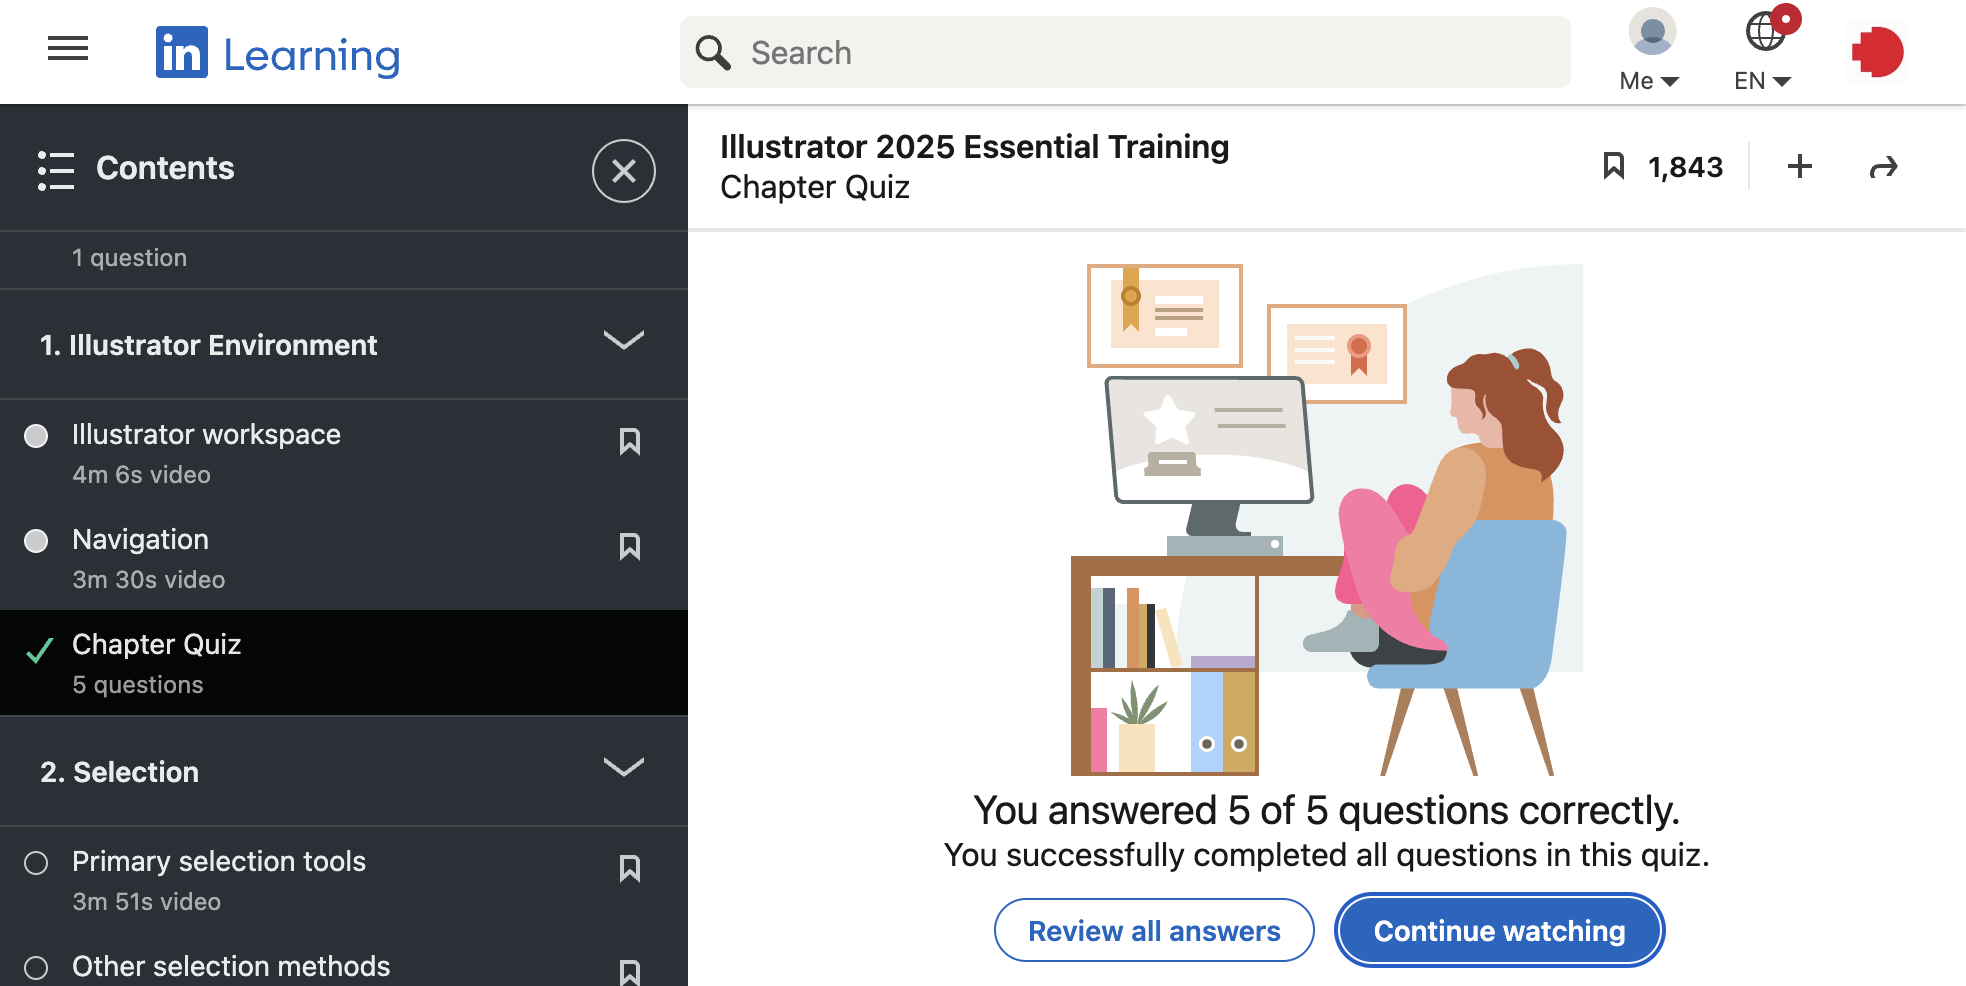 in Learning
Search
Me
EN
Contents
1 question
1. Illustrator Environment
Illustrator workspace
4m 6s video
Navigation
3m 30s video
Chapter Quiz
5 questions
2. Selection
Primary selection tools
3m 51s video
Other selection methods
Illustrator 2025 Essential Training
Chapter Quiz
1,843
You answered 5 of 5 questions correctly.
You successfully completed all questions in this quiz.
Review all answers
Continue watching